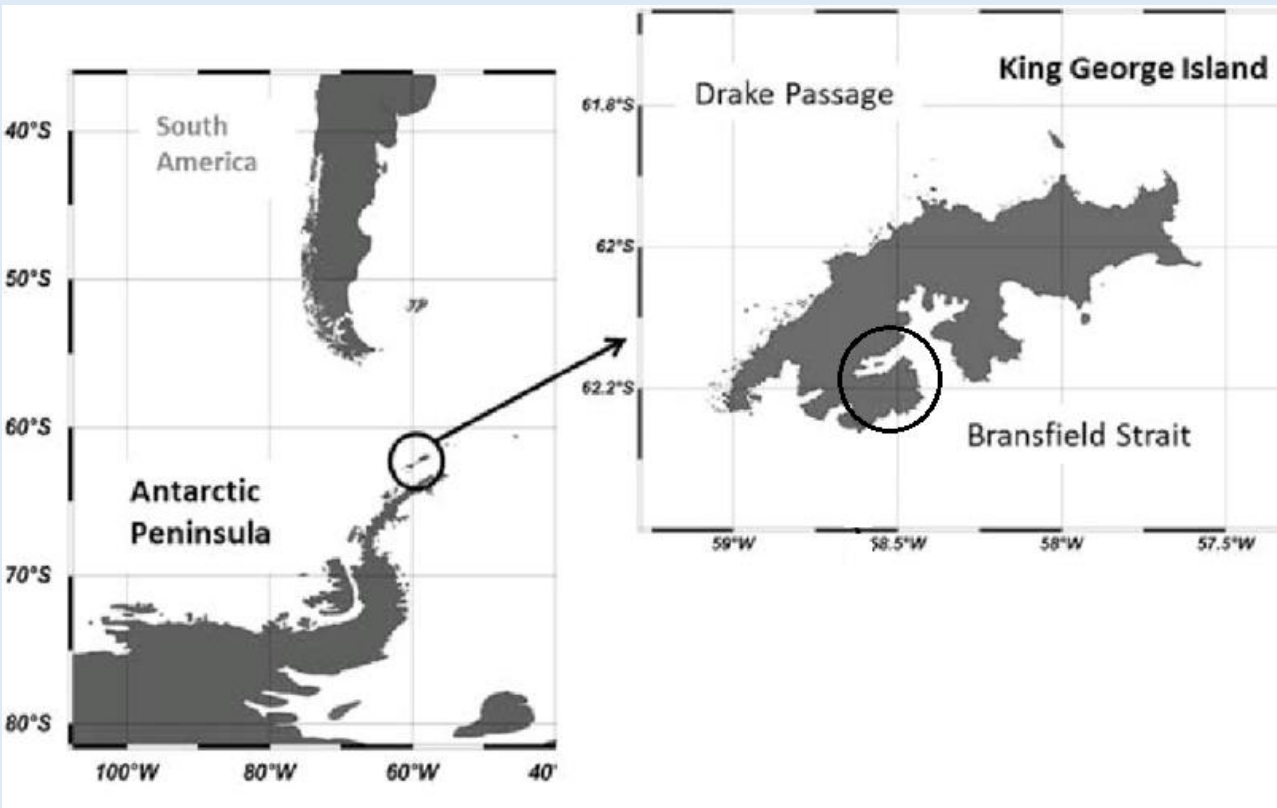 South
America
Antarctic
Peninsula
40°S
50°S
60°S
70°S
80°S
100°W
80°W
60°W
40°
King George Island
Drake Passage
Bransfield Strait
61.8°S
62°S
62.2°S
59°W
58.5°W
58°W
57.5°W